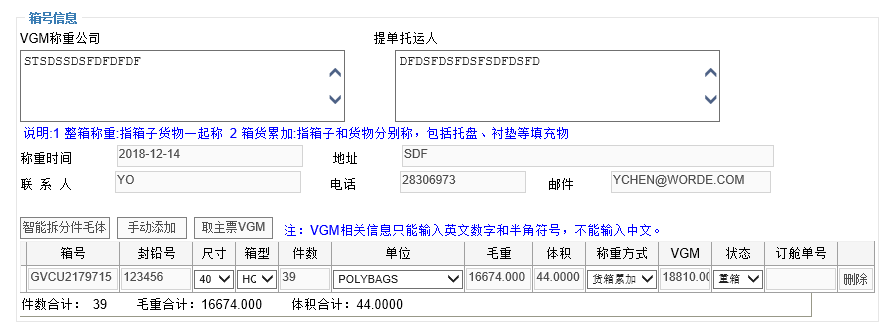 箱号信息
VGM称重公司 提单托运人
STSDSSDSFDFDFDF DFDSFDSFDSFSDFDSFD
说明:1 整箱称重:指箱子货物一起称 2 箱货累加:指箱子和货物分别称，包括托盘、衬垫等填充物
称重时间 2018-12-14 地址 SDF
联 系 人 YO 电话 28306973 邮件 YCHEN@WORDE.COM
智能拆分件毛体 手动添加 取主票VGM 注：VGM相关信息只能输入英文数字和半角符号，不能输入中文。
箱号 封铅号 尺寸 箱型 件数 单位 毛重 体积 称重方式 VGM 状态 订舱单号
GVCU2179715 123456 40 HC 39 POLYBAGS 16674.000 44.0000 货箱累加 18810.00 重箱 删除
件数合计： 39 毛重合计：16674.000 体积合计：44.0000